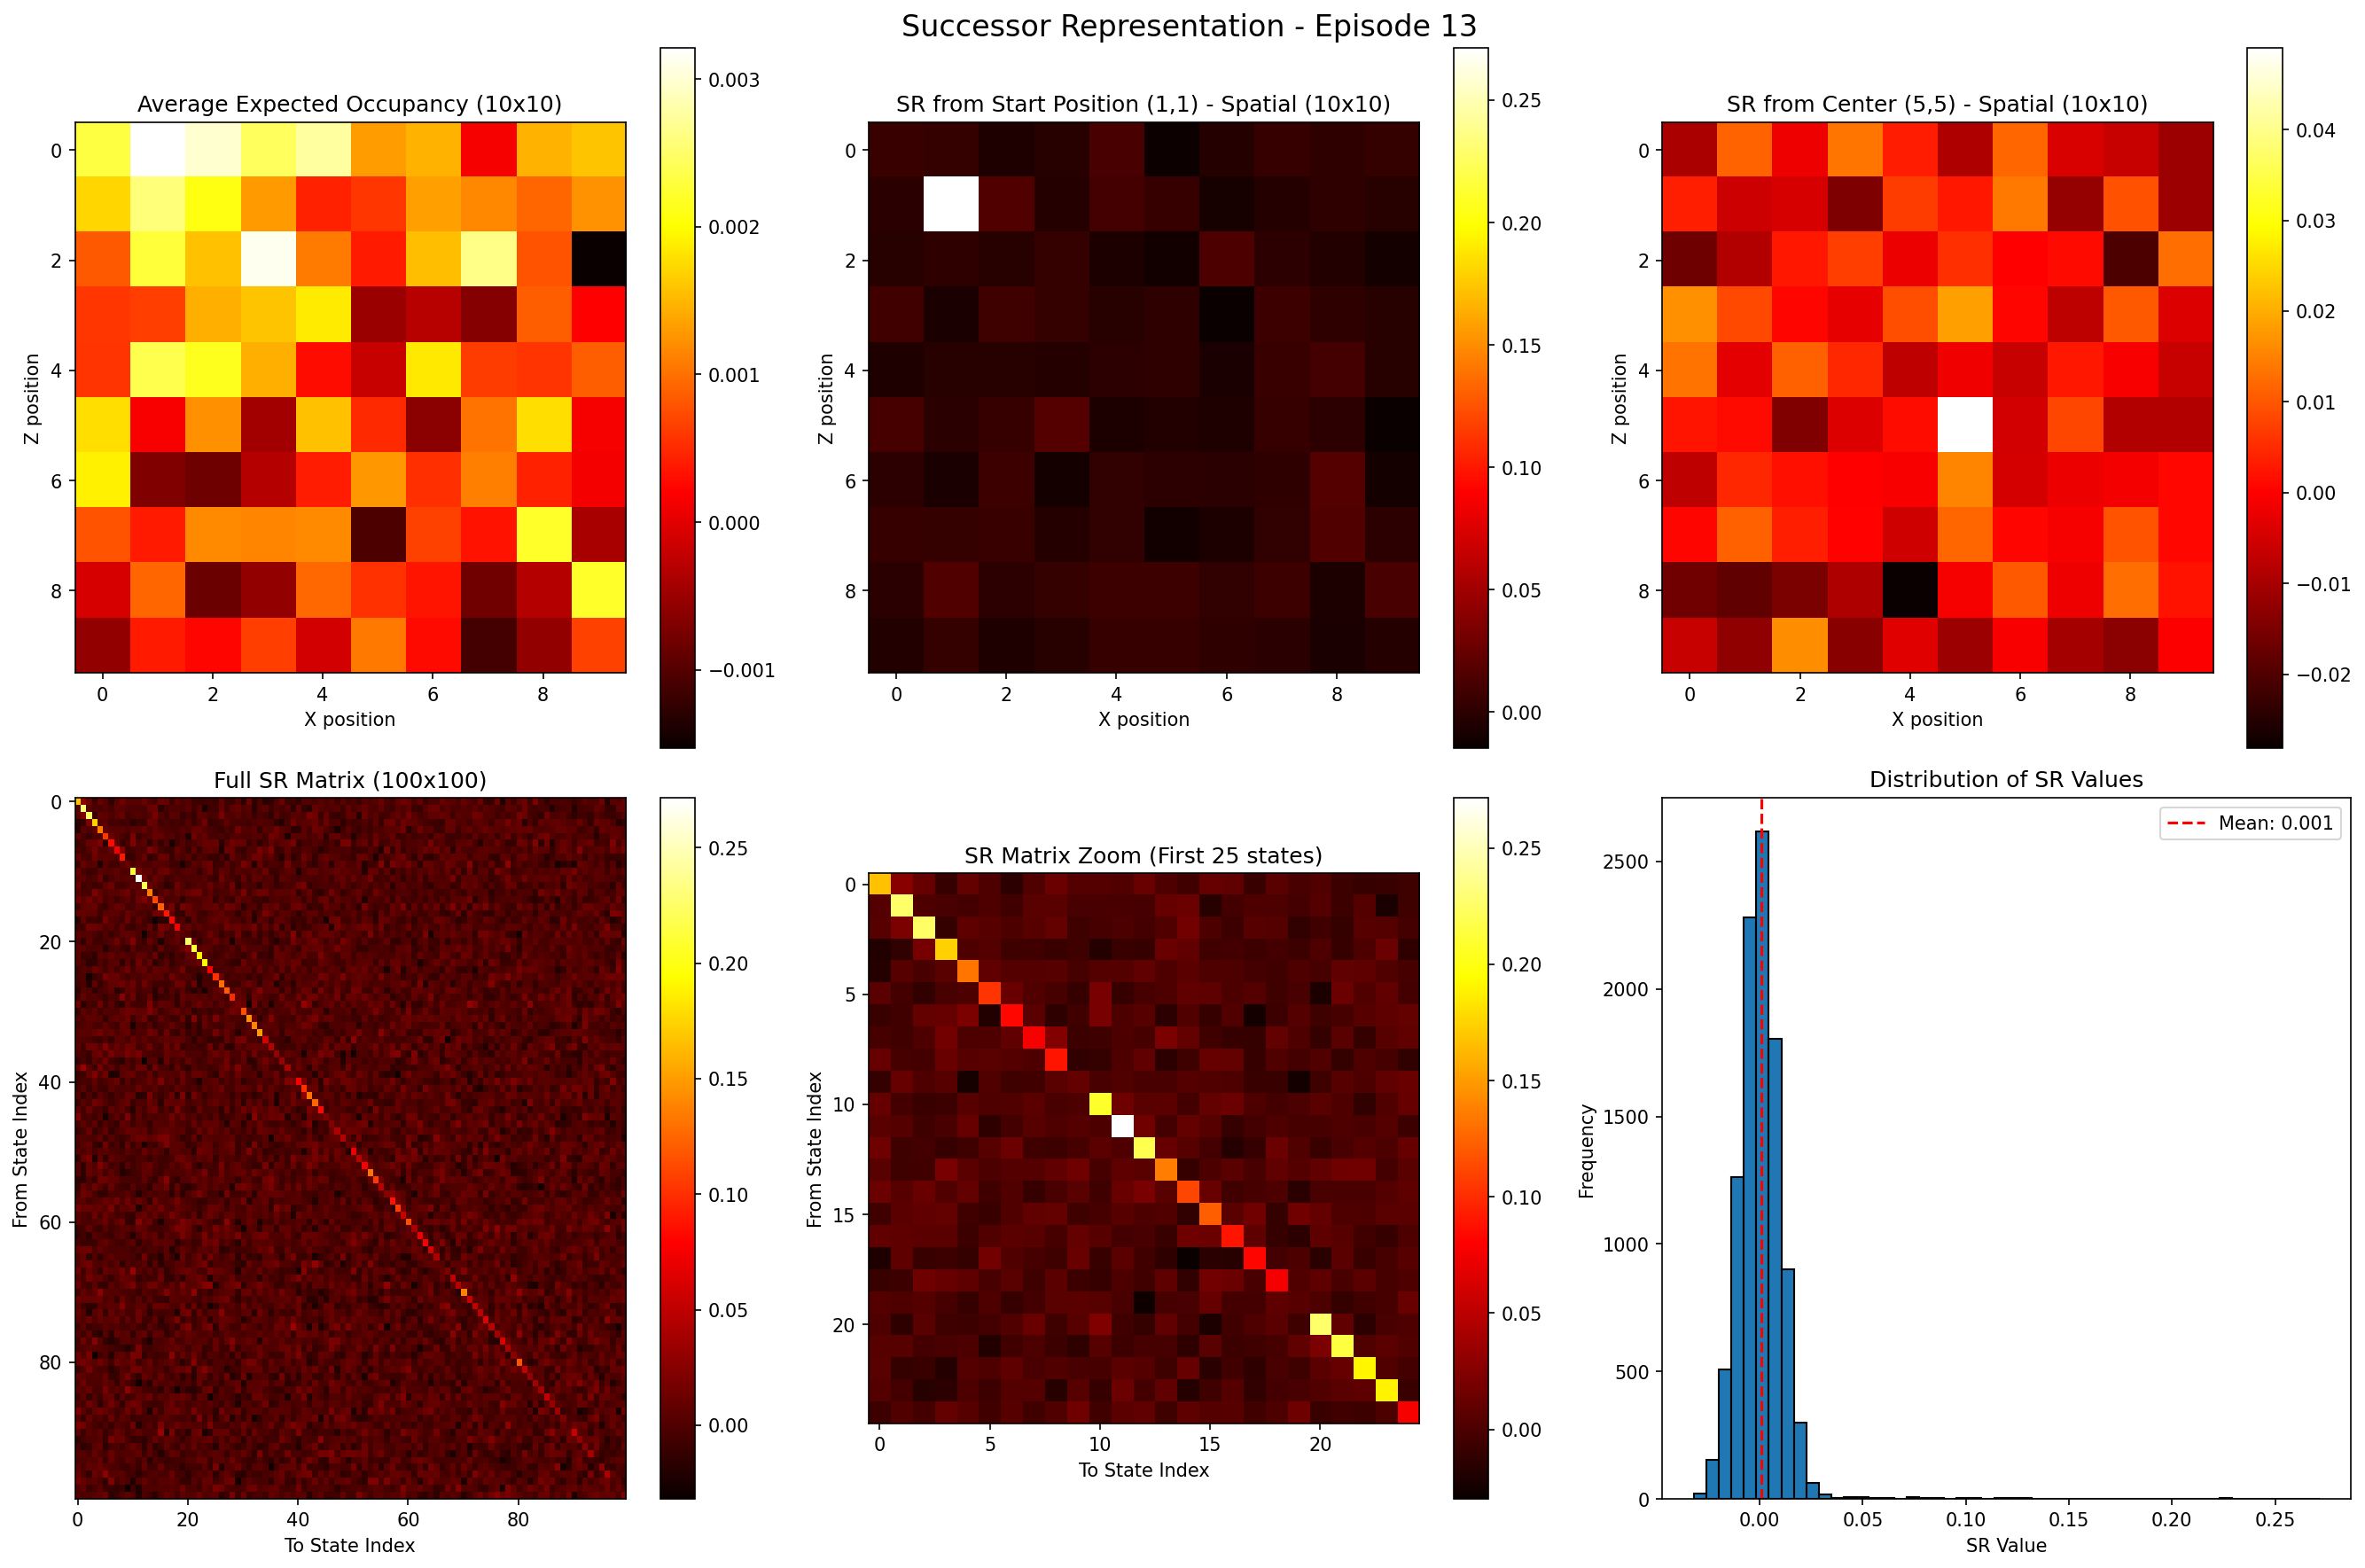 Successor Representation - Episode 13
Average Expected Occupancy (10x10)
0
2
4
6
8
Z position
0 2 4 6 8
X position
0.003
0.002
0.001
0.000
−0.001
SR from Start Position (1,1) - Spatial (10x10)
0
2
4
6
8
Z position
0 2 4 6 8
X position
0.25
0.20
0.15
0.10
0.05
0.00
SR from Center (5,5) - Spatial (10x10)
0
2
4
6
8
Z position
0 2 4 6 8
X position
0.04
0.03
0.02
0.01
0.00
−0.01
−0.02
Full SR Matrix (100x100)
0
20
40
60
80
From State Index
0 20 40 60 80
To State Index
0.25
0.20
0.15
0.10
0.05
0.00
SR Matrix Zoom (First 25 states)
0
5
10
15
20
From State Index
0 5 10 15 20
To State Index
0.25
0.20
0.15
0.10
0.05
0.00
Distribution of SR Values
Mean: 0.001
2500
2000
1500
1000
500
0
Frequency
0.00 0.05 0.10 0.15 0.20 0.25
SR Value